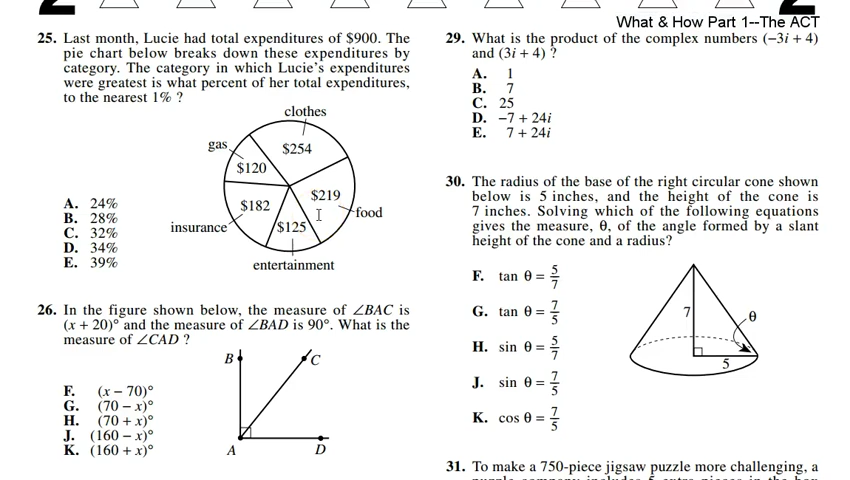 2
2
What & How Part 1--The ACT
25. Last month, Lucie had total expenditures of $900. The
pie chart below breaks down these expenditures by
category. The category in which Lucie's expenditures
were greatest is what percent of her total expenditures,
to the nearest 1% ?
clothes
gas
$254
$120
$219
$182
food
insurance
$125
entertainment
A. 24%
B. 28%
C. 32%
D. 34%
E. 39%
26. In the figure shown below, the measure of ∠BAC is
(x + 20)° and the measure of ∠BAD is 90°. What is the
measure of ∠CAD ?
B
C
A
D
F. (x − 70)°
G. (70 − x)°
H. (70 + x)°
J. (160 − x)°
K. (160 + x)°
29. What is the product of the complex numbers (−3i + 4)
and (3i + 4) ?
A. 1
B. 7
C. 25
D. −7 + 24i
E. 7 + 24i
30. The radius of the base of the right circular cone shown
below is 5 inches, and the height of the cone is
7 inches. Solving which of the following equations
gives the measure, θ, of the angle formed by a slant
height of the cone and a radius?
F. tan θ = 5/7
G. tan θ = 7/5
H. sin θ = 5/7
J. sin θ = 7/5
K. cos θ = 7/5
7
θ
5
31. To make a 750-piece jigsaw puzzle more challenging, a